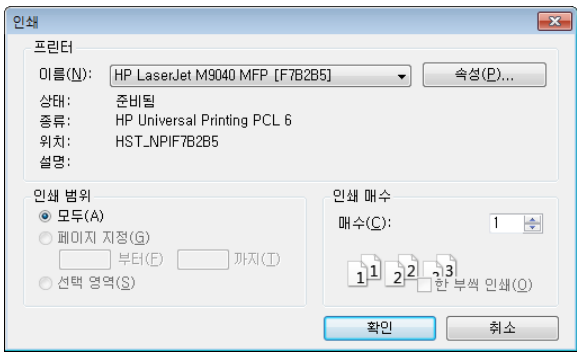 인쇄
프린터
이름(N): HP LaserJet M9040 MFP [F7B2B5] 속성(P)...
상태: 준비됨
종류: HP Universal Printing PCL 6
위치: HST_NPIF7B2B5
설명:
인쇄 범위
모두(A)
페이지 지정(G)
부터(F) 까지(T)
선택 영역(S)
인쇄 매수
매수(C): 1
1 1 2 2 3 3
한 부씩 인쇄(O)
확인 취소